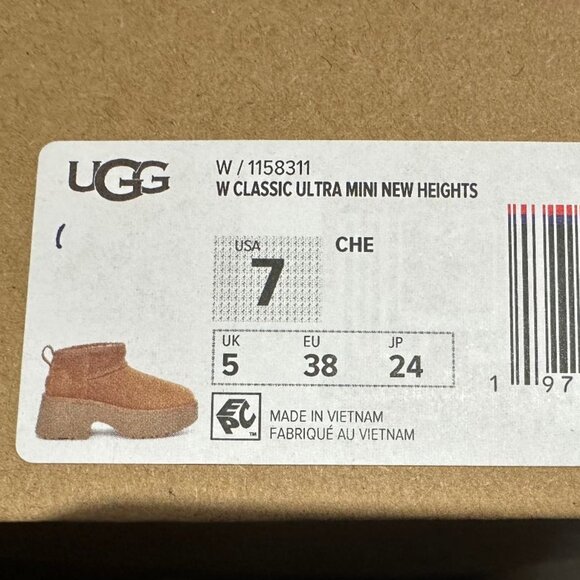 UGG
W / 1158311
W CLASSIC ULTRA MINI NEW HEIGHTS
USA
7
CHE
UK EU JP
5 38 24
1 97
EPC™
MADE IN VIETNAM
FABRIQUÉ AU VIETNAM